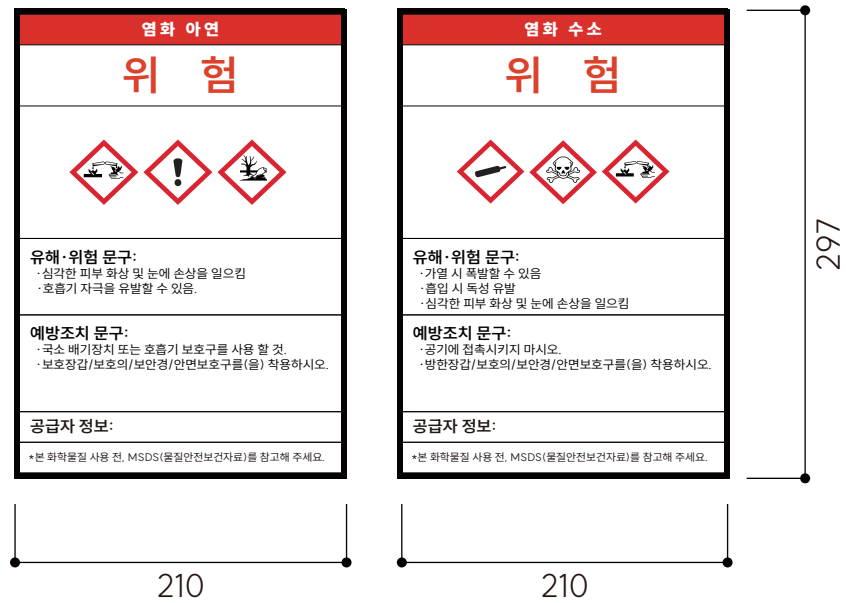 염화 아연
위 험
유해·위험 문구:
·심각한 피부 화상 및 눈에 손상을 일으킴
·호흡기 자극을 유발할 수 있음.
예방조치 문구:
·국소 배기장치 또는 호흡기 보호구를 사용 할 것.
·보호장갑/보호의/보안경/안면보호구를(을) 착용하시오.
공급자 정보:
*본 화학물질 사용 전, MSDS(물질안전보건자료)를 참고해 주세요.
210
염화 수소
위 험
유해·위험 문구:
·가열 시 폭발할 수 있음
·흡입 시 독성 유발
·심각한 피부 화상 및 눈에 손상을 일으킴
예방조치 문구:
·공기에 접촉시키지 마시오.
·방한장갑/보호의/보안경/안면보호구를(을) 착용하시오.
공급자 정보:
*본 화학물질 사용 전, MSDS(물질안전보건자료)를 참고해 주세요.
210
297